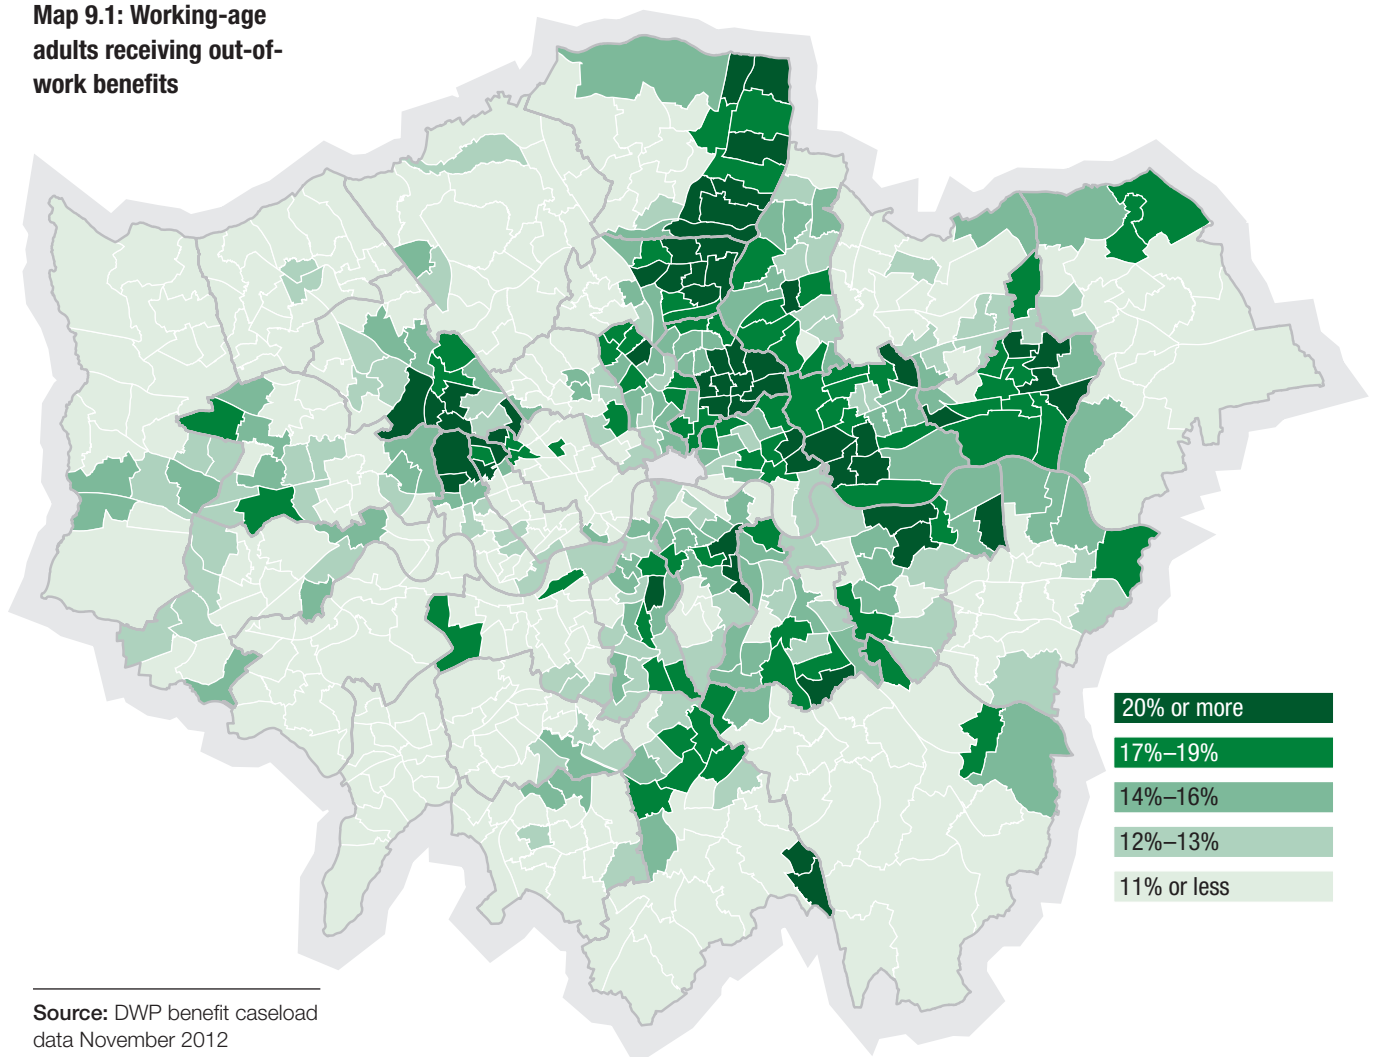 Map 9.1: Working-age
adults receiving out-of-
work benefits
20% or more
17%–19%
14%–16%
12%–13%
11% or less
Source: DWP benefit caseload
data November 2012